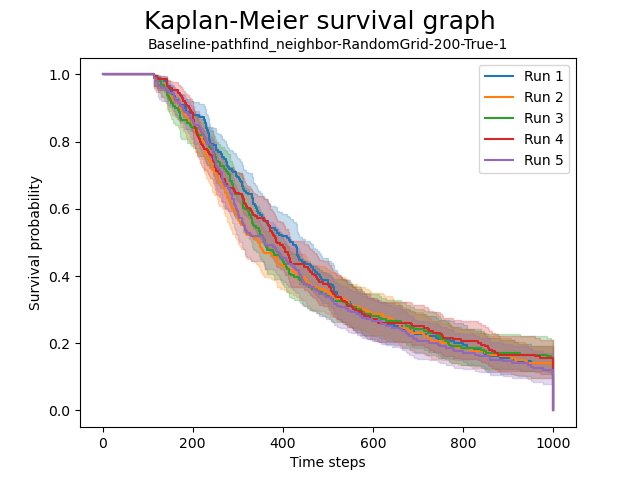 Kaplan-Meier survival graph
Baseline-pathfind_neighbor-RandomGrid-200-True-1
Run 1
Run 2
Run 3
Run 4
Run 5
Survival probability
1.0
0.8
0.6
0.4
0.2
0.0
0 200 400 600 800 1000
Time steps